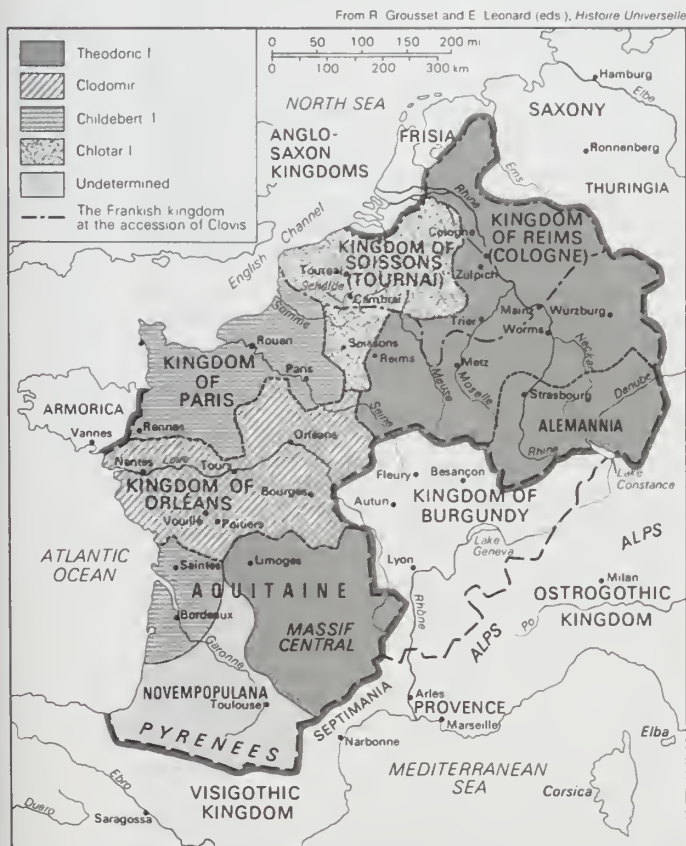 From R. Grousset and E. Leonard (eds.), Histoire Universelle
Theodoric I
Clodomir
Childebert I
Chlotar I
Undetermined
The Frankish kingdom
at the accession of Clovis
0 50 100 150 200 mi
0 100 200 300 km
NORTH SEA
Hamburg
Elbe
SAXONY
ANGLO-
SAXON
KINGDOMS
FRISIA
Ems
Ronnenberg
THURINGIA
Rhine
KINGDOM
OF REIMS
(COLOGNE)
Cologne
KINGDOM OF
SOISSONS
(TOURNAI)
English Channel
Tournai
Schelde
Cambrai
Zulpich
Somme
Trier
Mainz
Würzburg
Worms
Rouen
Soissons
Reims
KINGDOM
OF
PARIS
Paris
Metz
Meuse
Moselle
Neckar
Danube
Strasbourg
ARMORICA
Rennes
Vannes
Seine
ALEMANNIA
Orléans
Rhine
Lake
Constance
Nantes
Loire
Tours
KINGDOM OF
ORLÉANS
Bourges
Fleury
Besançon
Autun
KINGDOM OF
BURGUNDY
Vouillé
Poitiers
Lake
Geneva
ALPS
ATLANTIC
OCEAN
Saintes
Limoges
Lyon
AQUITAINE
Milan
OSTROGOTHIC
KINGDOM
Po
ALPS
Bordeaux
MASSIF
CENTRAL
Rhône
Garonne
NOVEMPOPULANA
Toulouse
SEPTIMANIA
Arles
PROVENCE
Marseille
PYRENEES
Narbonne
Elba
MEDITERRANEAN
SEA
VISIGOTHIC
KINGDOM
Corsica
Ebro
Duero
Saragossa